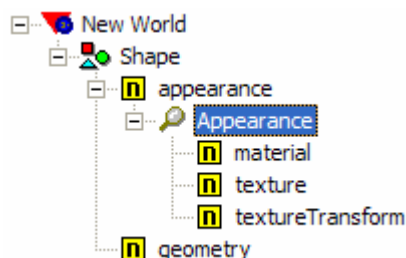 New World
Shape
n appearance
Appearance
n material
n texture
n textureTransform
n geometry